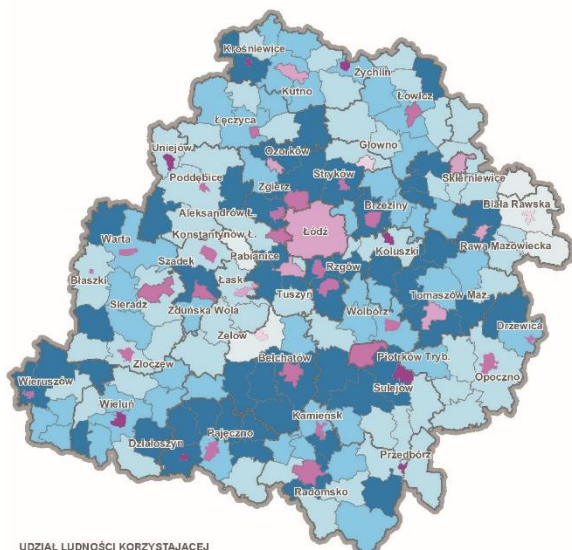 Krośniewice
Żychlin
Kutno
Łowicz
Łęczyca
Uniejów
Ozorków
Głowno
Poddębice
Stryków
Skierniewice
Zgierz
Biała Rawska
Brzeziny
Aleksandrów Ł.
Łódź
Rawa Mazowiecka
Konstantynów Ł.
Warta
Koluszki
Szadek
Pabianice
Rzgów
Błaszki
Łask
Tuszyn
Tomaszów Maz.
Sieradz
Zduńska Wola
Wolbórz
Drzewica
Zelów
Złoczew
Bełchatów
Piotrków Tryb.
Opoczno
Wieruszów
Sulejów
Wieluń
Kamieńsk
Działoszyn
Pajęczno
Przedbórz
Radomsko
UDZIAŁ LUDNOŚCI KORZYSTAJĄCEJ